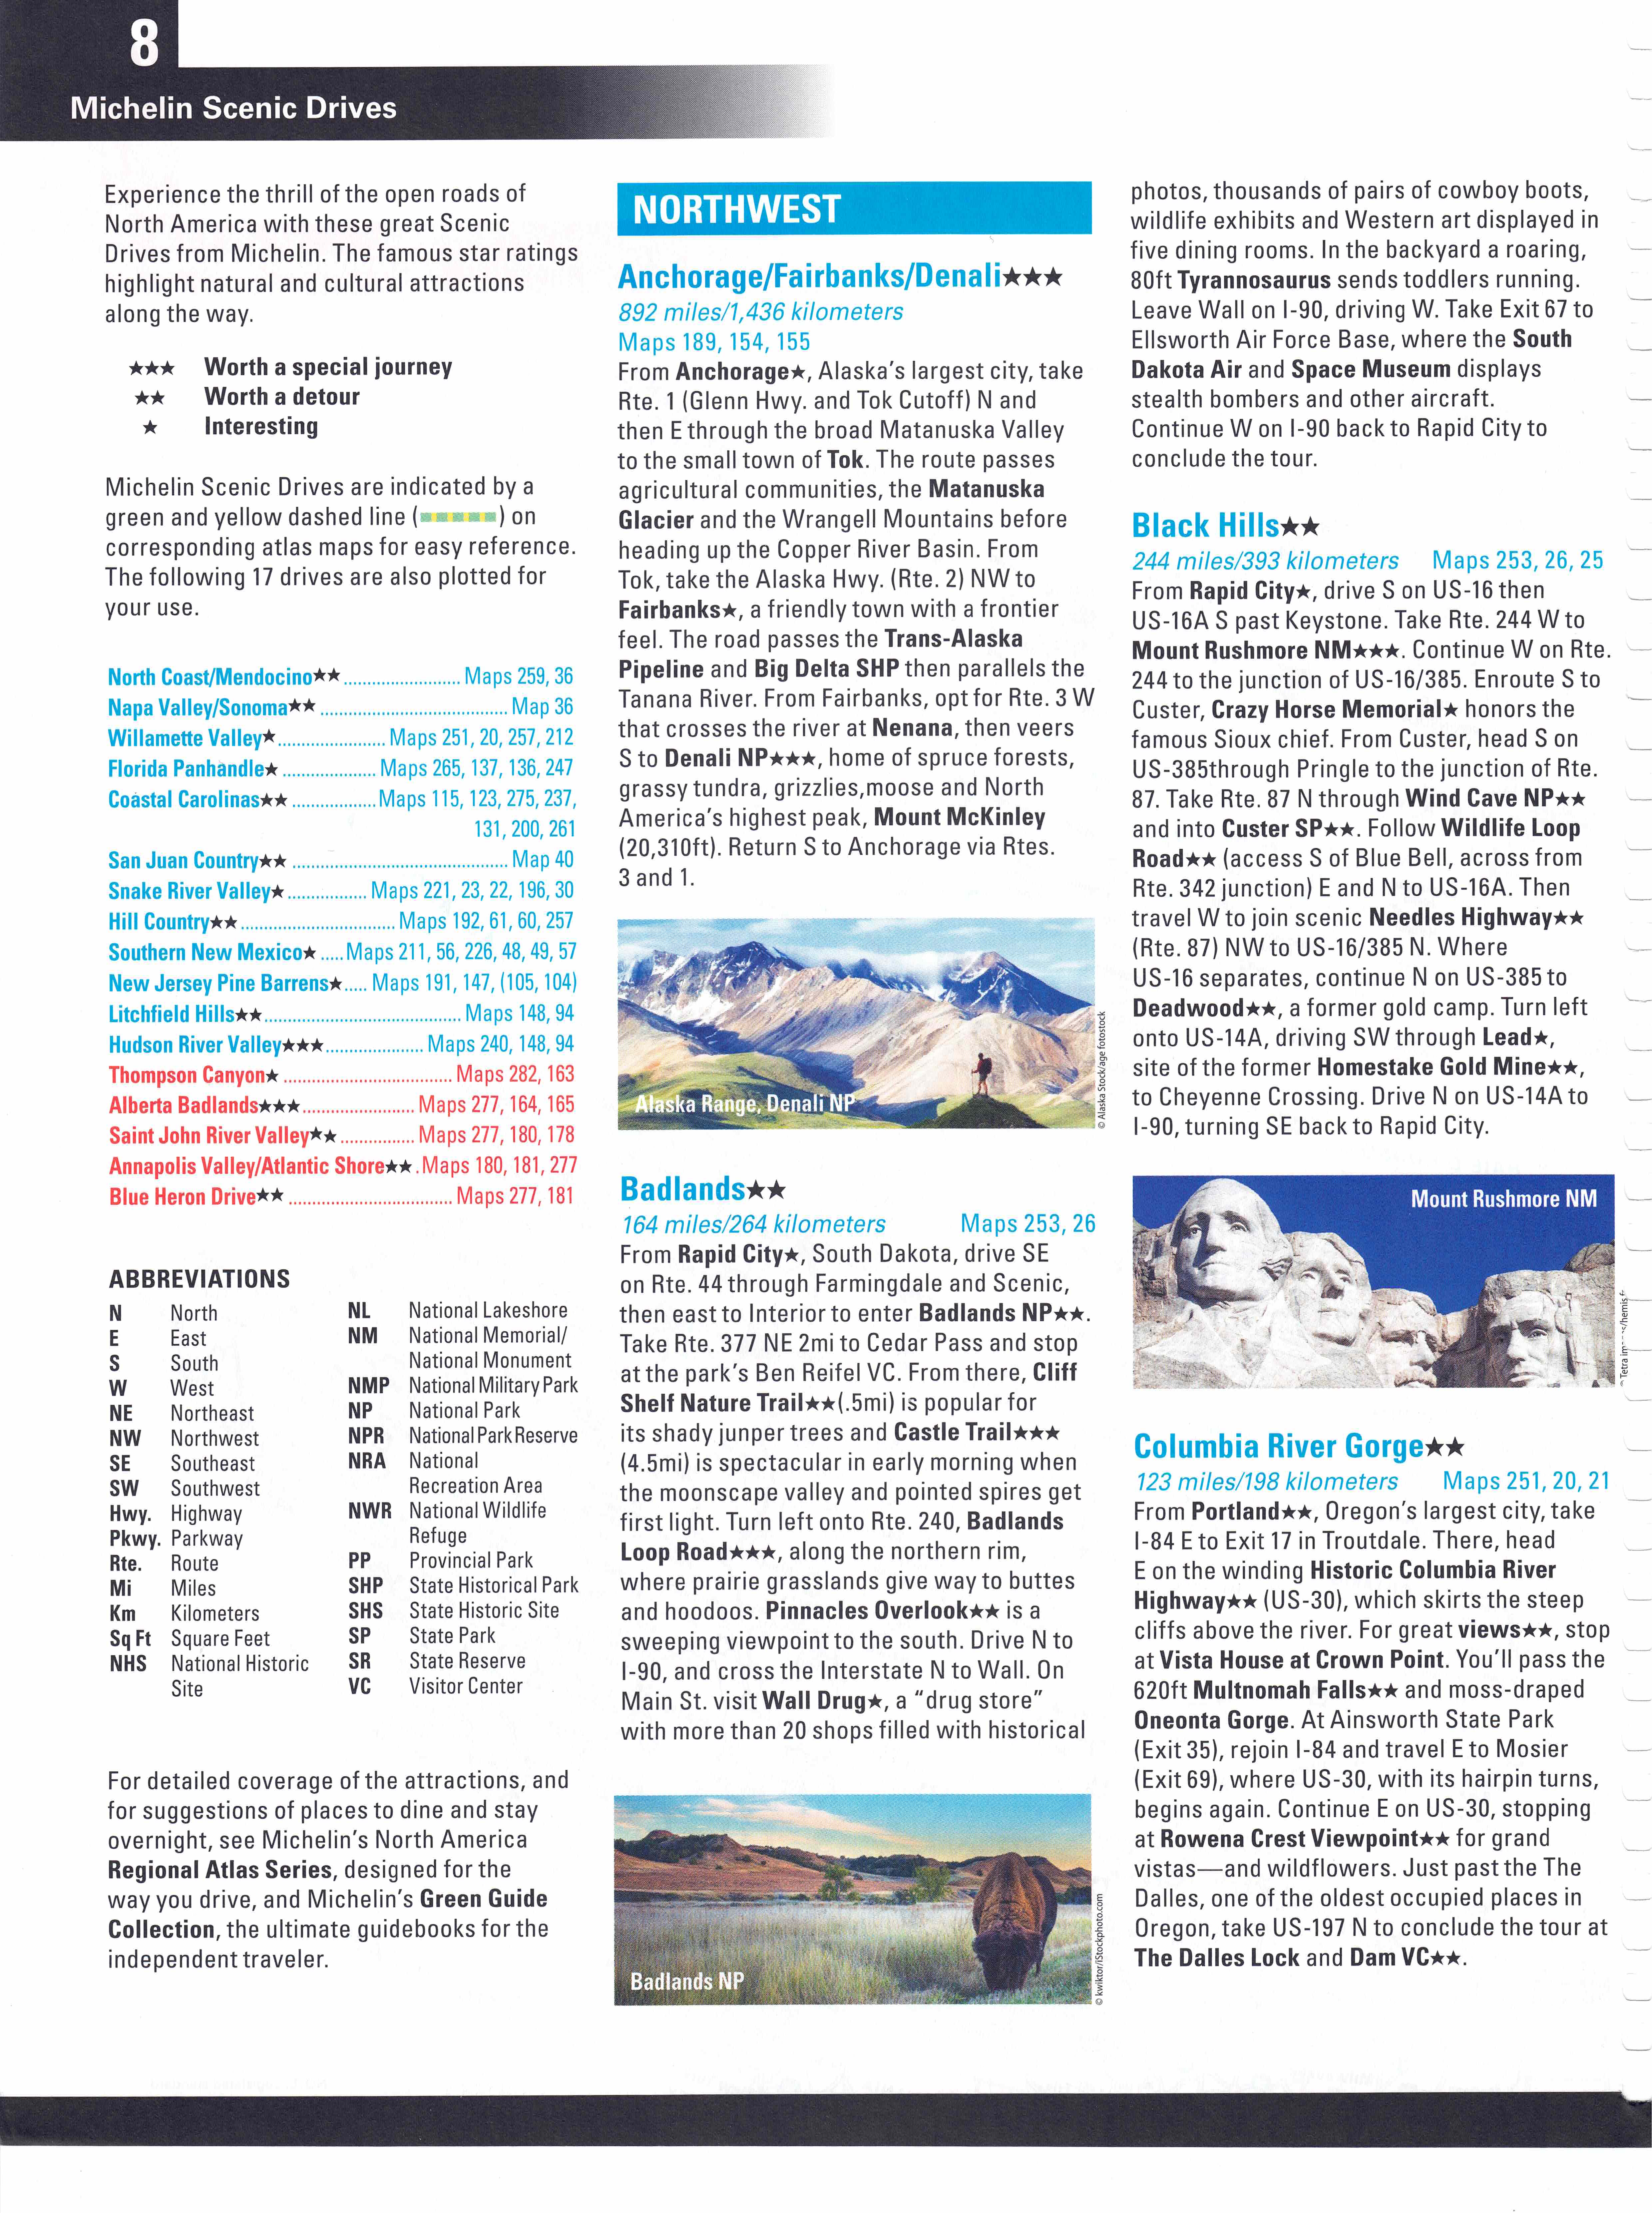 8
Michelin Scenic Drives
Experience the thrill of the open roads of
North America with these great Scenic
Drives from Michelin. The famous star ratings
highlight natural and cultural attractions
along the way.
★★★ Worth a special journey
★★ Worth a detour
★ Interesting
Michelin Scenic Drives are indicated by a
green and yellow dashed line ( ) on
corresponding atlas maps for easy reference.
The following 17 drives are also plotted for
your use.
North Coast/Mendocino★★ ........................ Maps 259, 36
Napa Valley/Sonoma★★ ........................................ Map 36
Willamette Valley★....................... Maps 251, 20, 257, 212
Florida Panhandle★ .................... Maps 265, 137, 136, 247
Coastal Carolinas★★ ..................Maps 115, 123, 275, 237,
131, 200, 261
San Juan Country★★ .............................................. Map 40
Snake River Valley★................. Maps 221, 23, 22, 196, 30
Hill Country★★................................. Maps 192, 61, 60, 257
Southern New Mexico★ .....Maps 211, 56, 226, 48, 49, 57
New Jersey Pine Barrens★..... Maps 191, 147, (105, 104)
Litchfield Hills★★.......................................... Maps 148, 94
Hudson River Valley★★★..................... Maps 240, 148, 94
Thompson Canyon★ .................................... Maps 282, 163
Alberta Badlands★★★........................ Maps 277, 164, 165
Saint John River Valley★★................ Maps 277, 180, 178
Annapolis Valley/Atlantic Shore★★ .Maps 180, 181, 277
Blue Heron Drive★★ ................................... Maps 277, 181
ABBREVIATIONS
N North
E East
S South
W West
NE Northeast
NW Northwest
SE Southeast
SW Southwest
Hwy. Highway
Pkwy. Parkway
Rte. Route
Mi Miles
Km Kilometers
Sq Ft Square Feet
NHS National Historic
Site
NL National Lakeshore
NM National Memorial/
National Monument
NMP National Military Park
NP National Park
NPR National Park Reserve
NRA National
Recreation Area
NWR National Wildlife
Refuge
PP Provincial Park
SHP State Historical Park
SHS State Historic Site
SP State Park
SR State Reserve
VC Visitor Center
For detailed coverage of the attractions, and
for suggestions of places to dine and stay
overnight, see Michelin's North America
Regional Atlas Series, designed for the
way you drive, and Michelin's Green Guide
Collection, the ultimate guidebooks for the
independent traveler.
NORTHWEST
Anchorage/Fairbanks/Denali★★★
892 miles/1,436 kilometers
Maps 189, 154, 155
From Anchorage★, Alaska's largest city, take
Rte. 1 (Glenn Hwy. and Tok Cutoff) N and
then E through the broad Matanuska Valley
to the small town of Tok. The route passes
agricultural communities, the Matanuska
Glacier and the Wrangell Mountains before
heading up the Copper River Basin. From
Tok, take the Alaska Hwy. (Rte. 2) NW to
Fairbanks★, a friendly town with a frontier
feel. The road passes the Trans-Alaska
Pipeline and Big Delta SHP then parallels the
Tanana River. From Fairbanks, opt for Rte. 3 W
that crosses the river at Nenana, then veers
S to Denali NP★★★, home of spruce forests,
grassy tundra, grizzlies,moose and North
America's highest peak, Mount McKinley
(20,310ft). Return S to Anchorage via Rtes.
3 and 1.
Alaska Range, Denali NP
© Alaska Stock/age fotostock
Badlands★★
164 miles/264 kilometers Maps 253, 26
From Rapid City★, South Dakota, drive SE
on Rte. 44 through Farmingdale and Scenic,
then east to Interior to enter Badlands NP★★.
Take Rte. 377 NE 2mi to Cedar Pass and stop
at the park's Ben Reifel VC. From there, Cliff
Shelf Nature Trail★★(.5mi) is popular for
its shady junper trees and Castle Trail★★★
(4.5mi) is spectacular in early morning when
the moonscape valley and pointed spires get
first light. Turn left onto Rte. 240, Badlands
Loop Road★★★, along the northern rim,
where prairie grasslands give way to buttes
and hoodoos. Pinnacles Overlook★★ is a
sweeping viewpoint to the south. Drive N to
I-90, and cross the Interstate N to Wall. On
Main St. visit Wall Drug★, a "drug store"
with more than 20 shops filled with historical
Badlands NP
© kwiktor/iStockphoto.com
photos, thousands of pairs of cowboy boots,
wildlife exhibits and Western art displayed in
five dining rooms. In the backyard a roaring,
80ft Tyrannosaurus sends toddlers running.
Leave Wall on I-90, driving W. Take Exit 67 to
Ellsworth Air Force Base, where the South
Dakota Air and Space Museum displays
stealth bombers and other aircraft.
Continue W on I-90 back to Rapid City to
conclude the tour.
Black Hills★★
244 miles/393 kilometers Maps 253, 26, 25
From Rapid City★, drive S on US-16 then
US-16A S past Keystone. Take Rte. 244 W to
Mount Rushmore NM★★★. Continue W on Rte.
244 to the junction of US-16/385. Enroute S to
Custer, Crazy Horse Memorial★ honors the
famous Sioux chief. From Custer, head S on
US-385through Pringle to the junction of Rte.
87. Take Rte. 87 N through Wind Cave NP★★
and into Custer SP★★. Follow Wildlife Loop
Road★★ (access S of Blue Bell, across from
Rte. 342 junction) E and N to US-16A. Then
travel W to join scenic Needles Highway★★
(Rte. 87) NW to US-16/385 N. Where
US-16 separates, continue N on US-385 to
Deadwood★★, a former gold camp. Turn left
onto US-14A, driving SW through Lead★,
site of the former Homestake Gold Mine★★,
to Cheyenne Crossing. Drive N on US-14A to
I-90, turning SE back to Rapid City.
Mount Rushmore NM
Columbia River Gorge★★
123 miles/198 kilometers Maps 251, 20, 21
From Portland★★, Oregon's largest city, take
I-84 E to Exit 17 in Troutdale. There, head
E on the winding Historic Columbia River
Highway★★ (US-30), which skirts the steep
cliffs above the river. For great views★★, stop
at Vista House at Crown Point. You'll pass the
620ft Multnomah Falls★★ and moss-draped
Oneonta Gorge. At Ainsworth State Park
(Exit 35), rejoin I-84 and travel E to Mosier
(Exit 69), where US-30, with its hairpin turns,
begins again. Continue E on US-30, stopping
at Rowena Crest Viewpoint★★ for grand
vistas—and wildflowers. Just past the The
Dalles, one of the oldest occupied places in
Oregon, take US-197 N to conclude the tour at
The Dalles Lock and Dam VC★★.